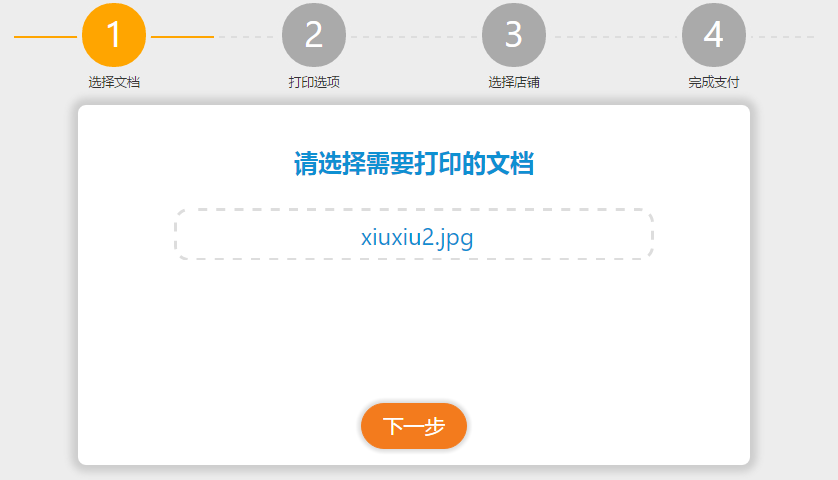 1 2 3 4
选择文档 打印选项 选择店铺 完成支付
请选择需要打印的文档
xiuxiu2.jpg
下一步